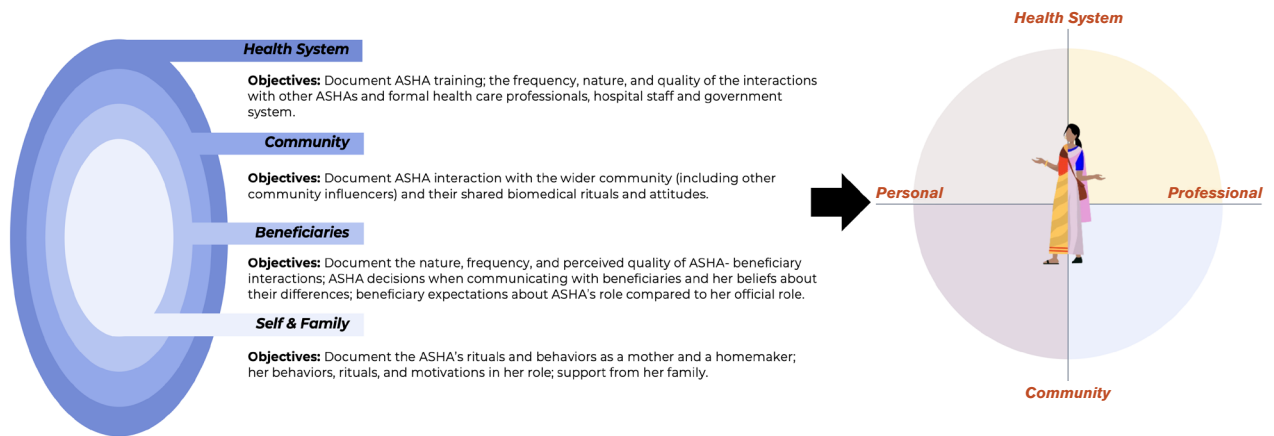 Health System
Objectives: Document ASHA training; the frequency, nature, and quality of the interactions
with other ASHAs and formal health care professionals, hospital staff and government
system.
Community
Objectives: Document ASHA interaction with the wider community (including other
community influencers) and their shared biomedical rituals and attitudes.
Beneficiaries
Objectives: Document the nature, frequency, and perceived quality of ASHA- beneficiary
interactions; ASHA decisions when communicating with beneficiaries and her beliefs about
their differences; beneficiary expectations about ASHA's role compared to her official role.
Self & Family
Objectives: Document the ASHA's rituals and behaviors as a mother and a homemaker;
her behaviors, rituals, and motivations in her role; support from her family.
Health System
Personal
Professional
Community